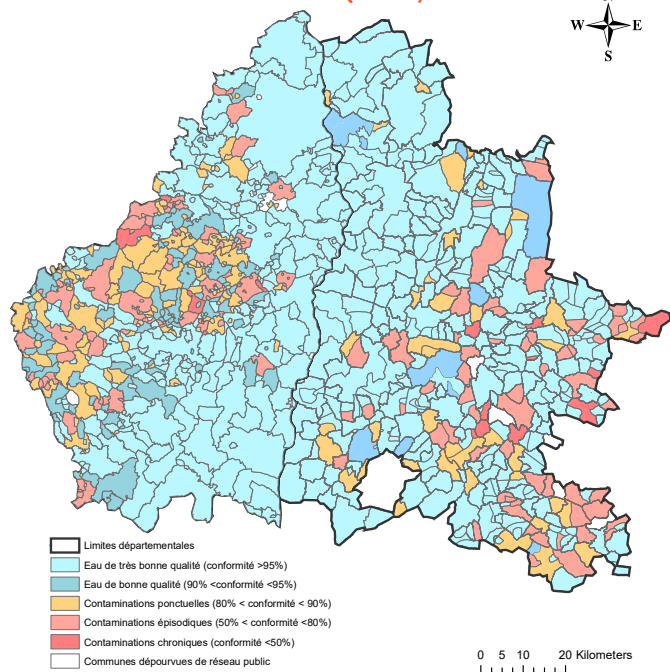 W E
S
Limites départementales
Eau de très bonne qualité (conformité >95%)
Eau de bonne qualité (90% <conformité <95%)
Contaminations ponctuelles (80% < conformité < 90%)
Contaminations épisodiques (50% < conformité <80%)
Contaminations chroniques (conformité <50%)
Communes dépourvues de réseau public
0 5 10 20 Kilometers